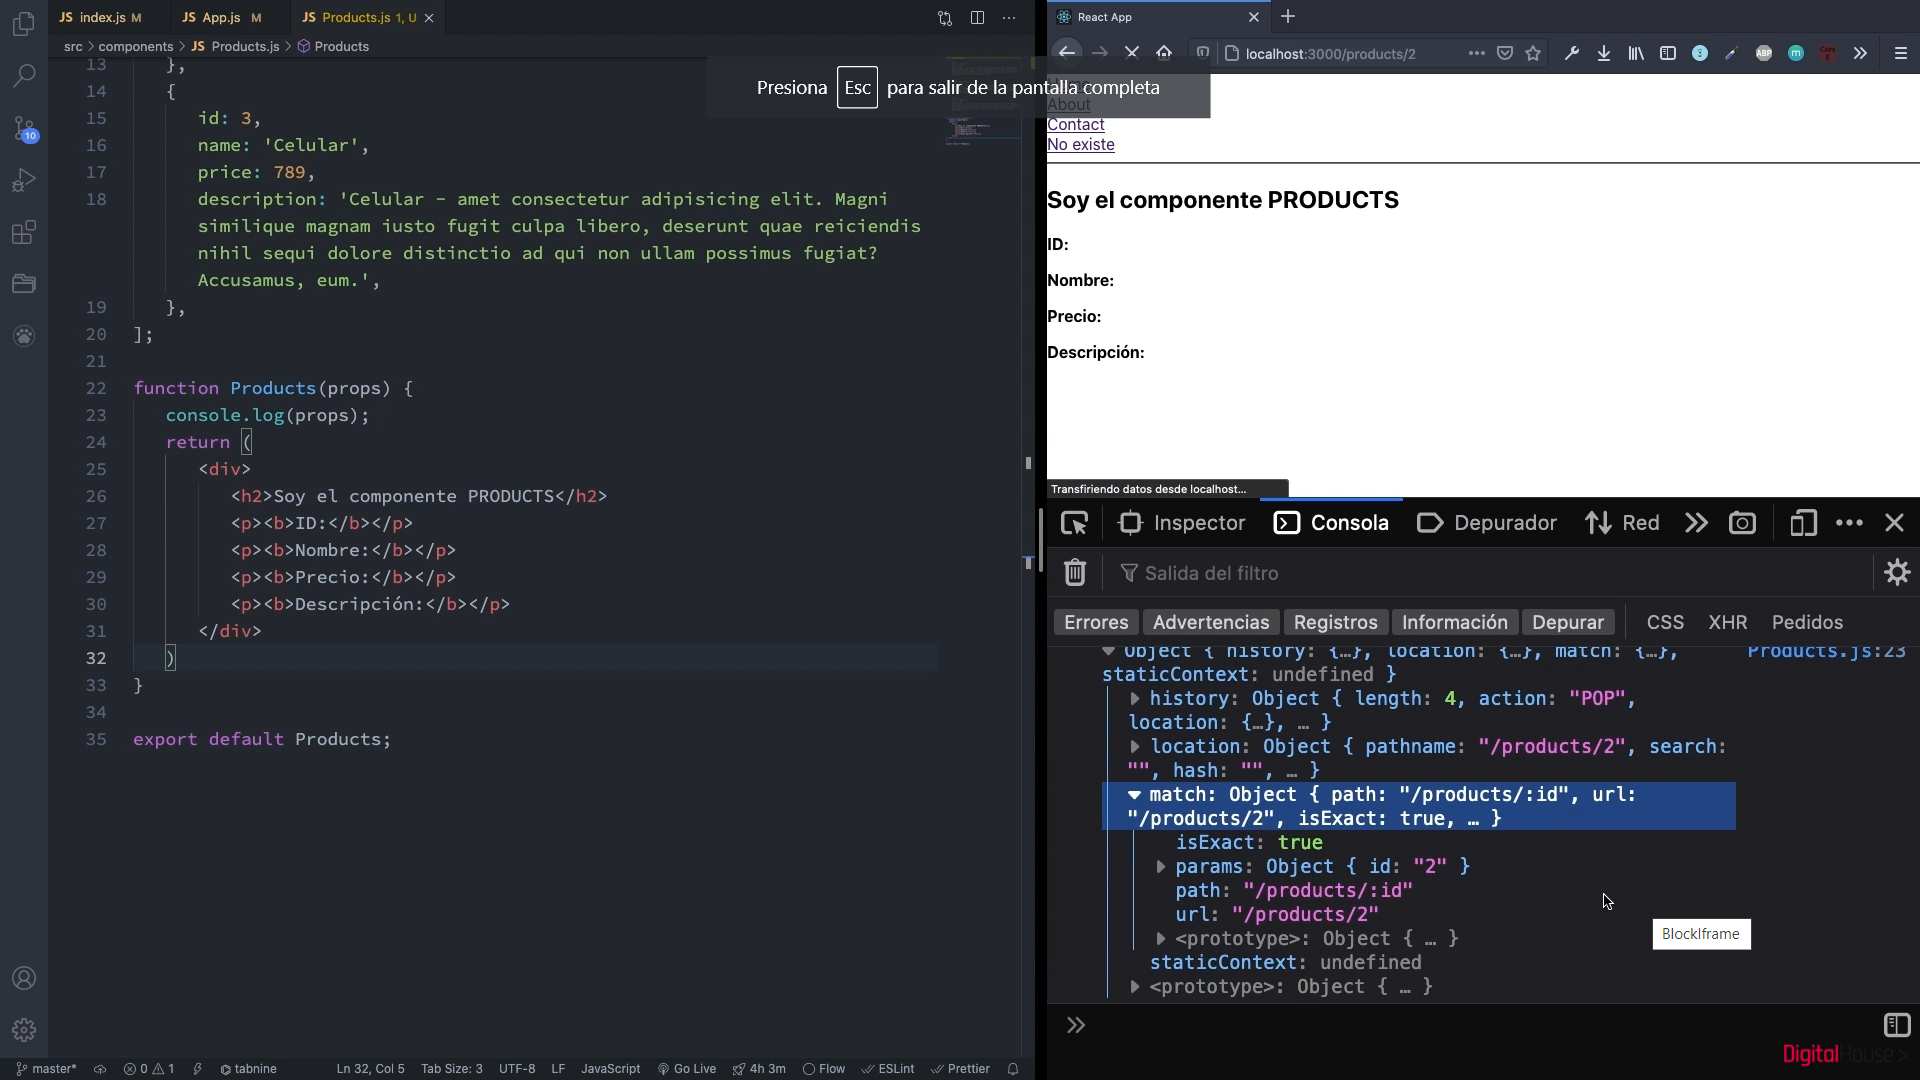 JS index.js M
JS App.js M
JS Products.js 1, U
src > components > JS Products.js > Products
13 },
14 {
15 id: 3,
16 name: 'Celular',
17 price: 789,
18 description: 'Celular - amet consectetur adipisicing elit. Magni
similique magnam iusto fugit culpa libero, deserunt quae reiciendis
nihil sequi dolore distinctio ad qui non ullam possimus fugiat?
Accusamus, eum.',
19 },
20 ];
21
22 function Products(props) {
23 console.log(props);
24 return (
25 <div>
26 <h2>Soy el componente PRODUCTS</h2>
27 <p><b>ID:</b></p>
28 <p><b>Nombre:</b></p>
29 <p><b>Precio:</b></p>
30 <p><b>Descripción:</b></p>
31 </div>
32 )
33 }
34
35 export default Products;
10
master* 0 1 tabnine Ln 32, Col 5 Tab Size: 3 UTF-8 LF JavaScript Go Live 4h 3m Flow ESLint Prettier
Presiona Esc para salir de la pantalla completa
React App
localhost:3000/products/2
ABP
About
Contact
No existe
Soy el componente PRODUCTS
ID:
Nombre:
Precio:
Descripción:
Transfiriendo datos desde localhost...
Inspector Consola Depurador Red
Salida del filtro
Errores Advertencias Registros Información Depurar CSS XHR Pedidos
Object { history: {…}, location: {…}, match: {…}, Products.js:23
staticContext: undefined }
history: Object { length: 4, action: "POP",
location: {…}, … }
location: Object { pathname: "/products/2", search:
"", hash: "", … }
match: Object { path: "/products/:id", url:
"/products/2", isExact: true, … }
isExact: true
params: Object { id: "2" }
path: "/products/:id"
url: "/products/2"
<prototype>: Object { … }
staticContext: undefined
<prototype>: Object { … }
BlockIframe
DigitalHouse>